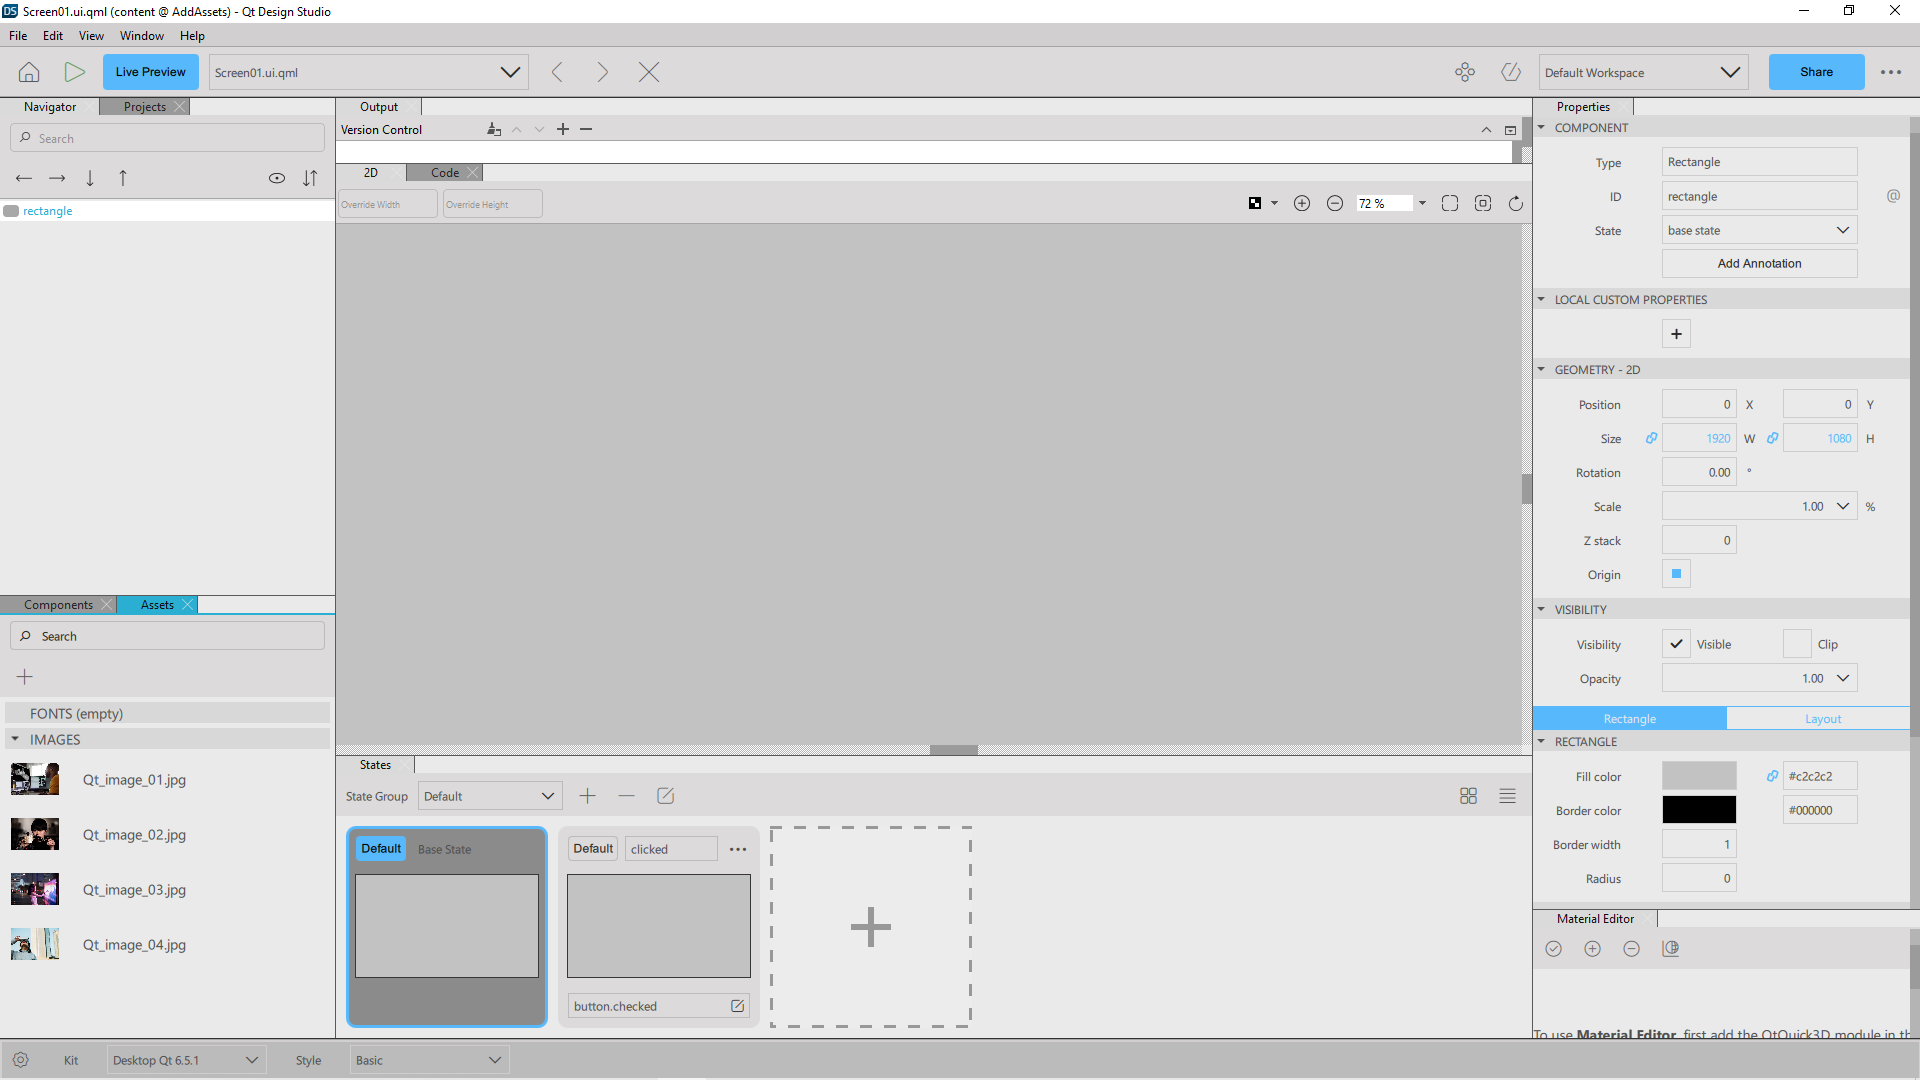 Screen01.ui.qml (content @ AddAssets) - Qt Design Studio
File Edit View Window Help
Live Preview Screen01.ui.qml Default Workspace Share
Navigator Projects Output Properties
Search
Version Control
COMPONENT
Type Rectangle
ID rectangle @
State base state
Add Annotation
2D Code
Override Width Override Height 72 %
rectangle
LOCAL CUSTOM PROPERTIES
GEOMETRY - 2D
Position 0 X 0 Y
Size 1920 W 1080 H
Rotation 0.00 °
Scale 1.00 %
Z stack 0
Origin
VISIBILITY
Visibility Visible Clip
Opacity 1.00
Rectangle Layout
RECTANGLE
Fill color #c2c2c2
Border color #000000
Border width 1
Radius 0
Components Assets
Search
FONTS (empty)
IMAGES
Qt_image_01.jpg
Qt_image_02.jpg
Qt_image_03.jpg
Qt_image_04.jpg
States
State Group Default
Default Base State
Default clicked
button.checked
Material Editor
To use Material Editor, first add the QtQuick3D module in th
Kit Desktop Qt 6.5.1 Style Basic